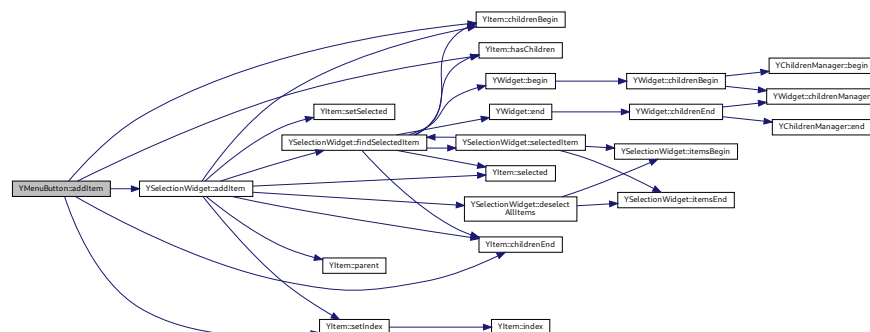 YItem::childrenBegin
YItem::hasChildren
YChildrenManager::begin
YWidget::begin
YWidget::childrenBegin
YWidget::childrenManager
YItem::setSelected
YWidget::end
YWidget::childrenEnd
YChildrenManager::end
YSelectionWidget::findSelectedItem
YSelectionWidget::selectedItem
YSelectionWidget::itemsBegin
YItem::selected
YMenuButton::addItem
YSelectionWidget::addItem
YSelectionWidget::deselect
AllItems
YSelectionWidget::itemsEnd
YItem::childrenEnd
YItem::parent
YItem::setIndex
YItem::index